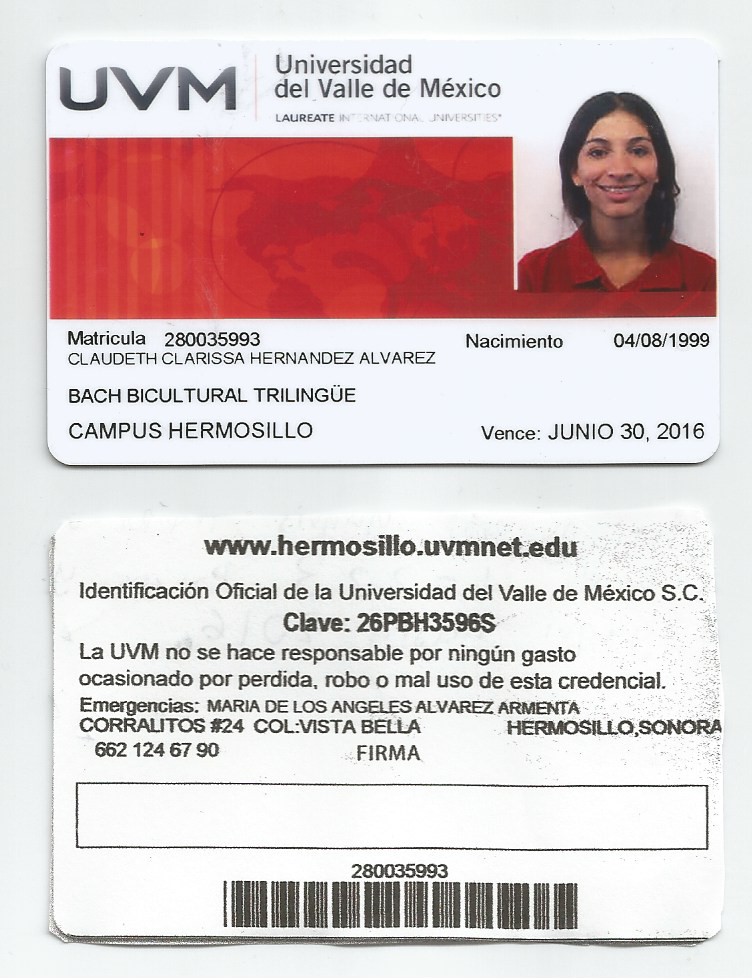 UVM
Universidad
del Valle de México
LAUREATE INTERNATIONAL UNIVERSITIES
Matricula 280035993
Nacimiento 04/08/1999
CLAUDETH CLARISSA HERNANDEZ ALVAREZ
BACH BICULTURAL TRILINGÜE
CAMPUS HERMOSILLO
Vence: JUNIO 30, 2016
www.hermosillo.uvmnet.edu
Identificación Oficial de la Universidad del Valle de México S.C.
Clave: 26PBH3596S
La UVM no se hace responsable por ningún gasto
ocasionado por perdida, robo o mal uso de esta credencial.
Emergencias: MARIA DE LOS ANGELES ALVAREZ ARMENTA
CORRALITOS #24 COL:VISTA BELLA HERMOSILLO,SONORA
662 124 67 90 FIRMA
280035993